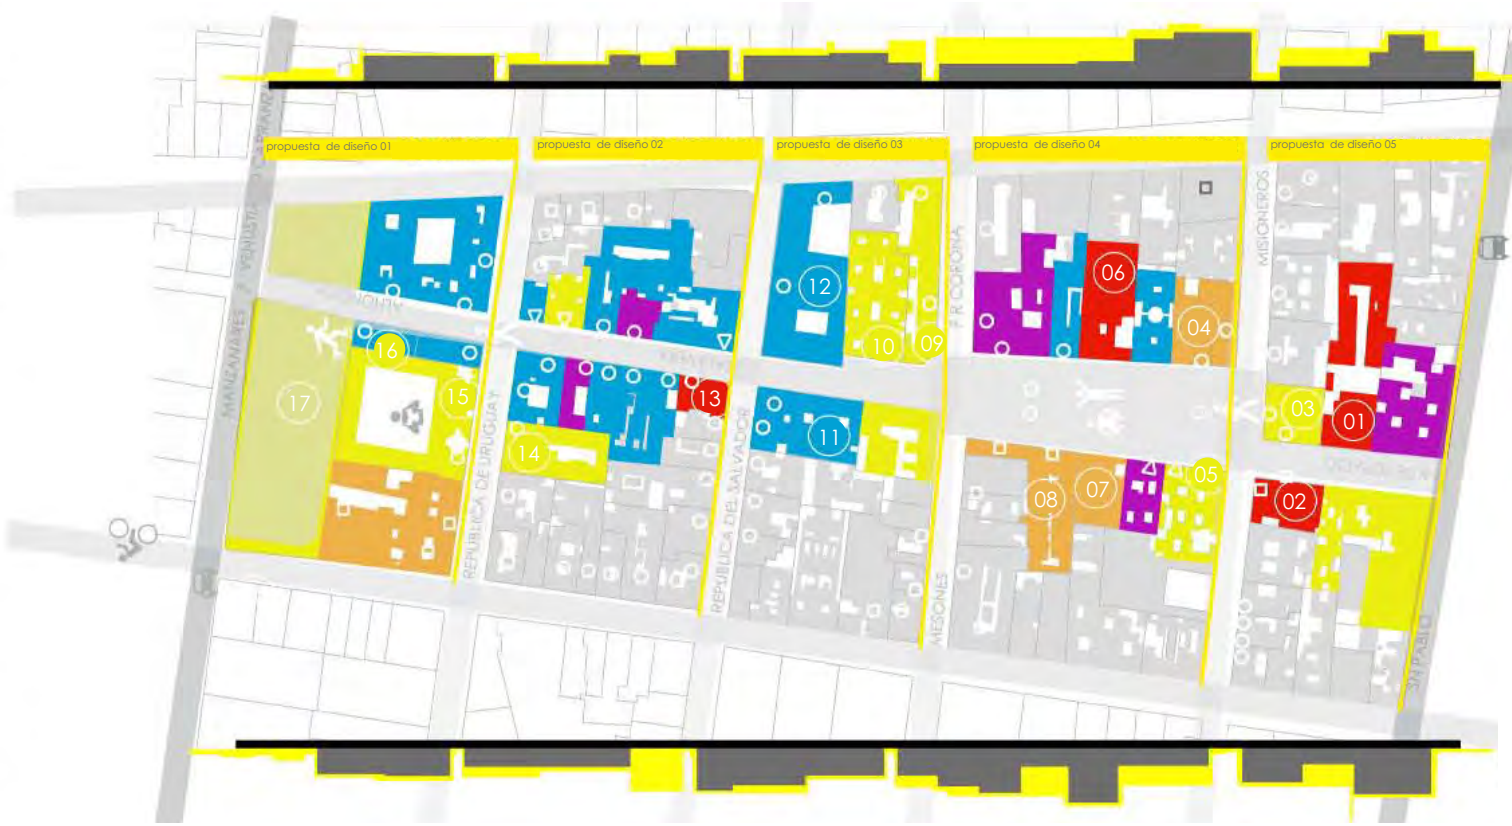 propuesta de diseño 01
propuesta de diseño 02
propuesta de diseño 03
propuesta de diseño 04
propuesta de diseño 05
MANZANARES
REPUBLICA DE URUGUAY
REPUBLICA DEL SALVADOR
MESONES
F R CORONA
MISIONEROS
SN PABLO
01
02
03
04
05
06
07
08
09
10
11
12
13
14
15
16
17